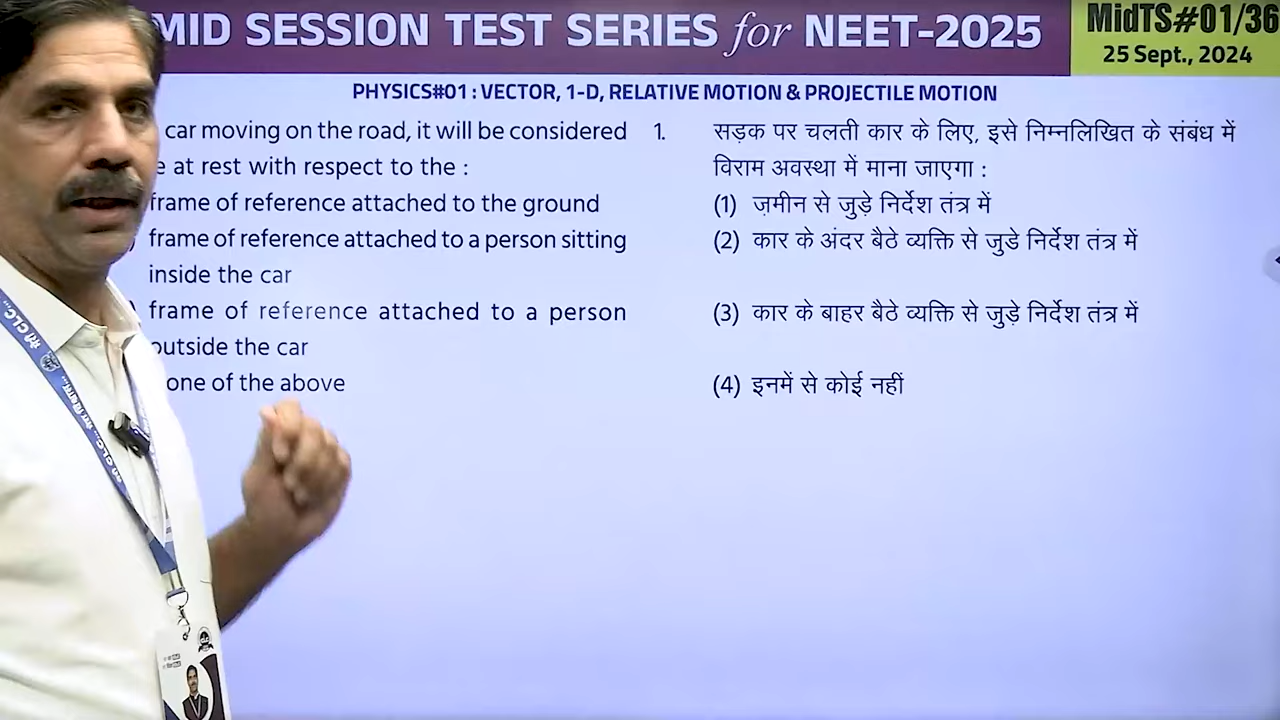 MID SESSION TEST SERIES for NEET-2025
MidTS#01/36
25 Sept., 2024
PHYSICS#01 : VECTOR, 1-D, RELATIVE MOTION & PROJECTILE MOTION
car moving on the road, it will be considered
at rest with respect to the :
frame of reference attached to the ground
frame of reference attached to a person sitting
inside the car
frame of reference attached to a person
outside the car
one of the above
1. सड़क पर चलती कार के लिए, इसे निम्नलिखित के संबंध में
विराम अवस्था में माना जाएगा :
(1) ज़मीन से जुड़े निर्देश तंत्र में
(2) कार के अंदर बैठे व्यक्ति से जुडे निर्देश तंत्र में
(3) कार के बाहर बैठे व्यक्ति से जुड़े निर्देश तंत्र में
(4) इनमें से कोई नहीं
CLC